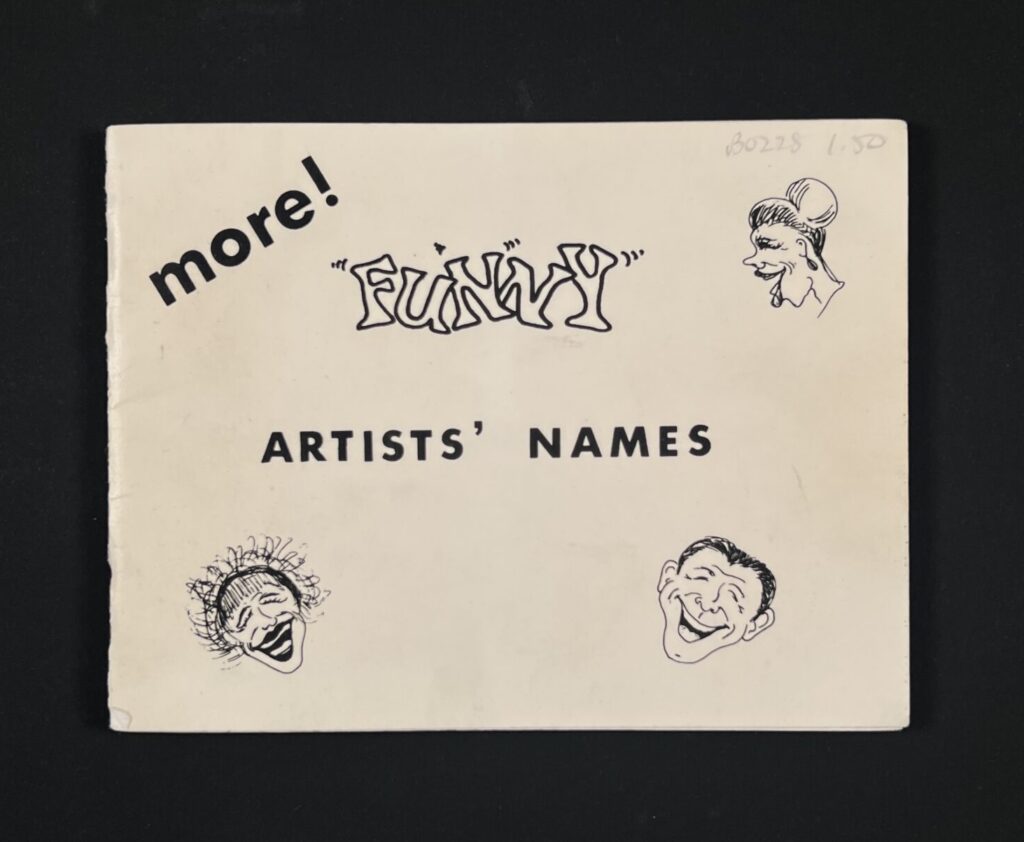 B0228 1.50
more!
"FUNNY"
ARTISTS' NAMES